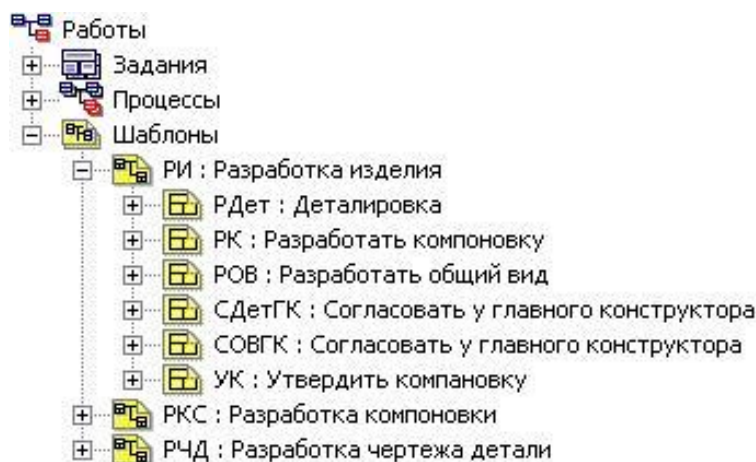 Работы
Задания
Процессы
Шаблоны
РИ : Разработка изделия
РДет : Деталировка
РК : Разработать компоновку
РОВ : Разработать общий вид
СДетГК : Согласовать у главного конструктора
СОВГК : Согласовать у главного конструктора
УК : Утвердить компановку
РКС : Разработка компоновки
РЧД : Разработка чертежа детали